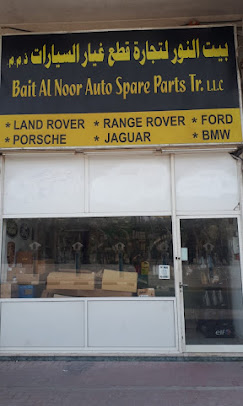 بيت النور لتجارة قطع غيار السيارات ذ.م.م.
Bait Al Noor Auto Spare Parts Tr. LLC
* LAND ROVER * RANGE ROVER * FORD
* PORSCHE * JAGUAR * BMW